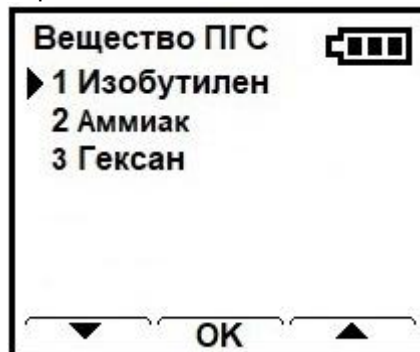 Вещество ПГС
1 Изобутилен
2 Аммиак
3 Гексан
OK